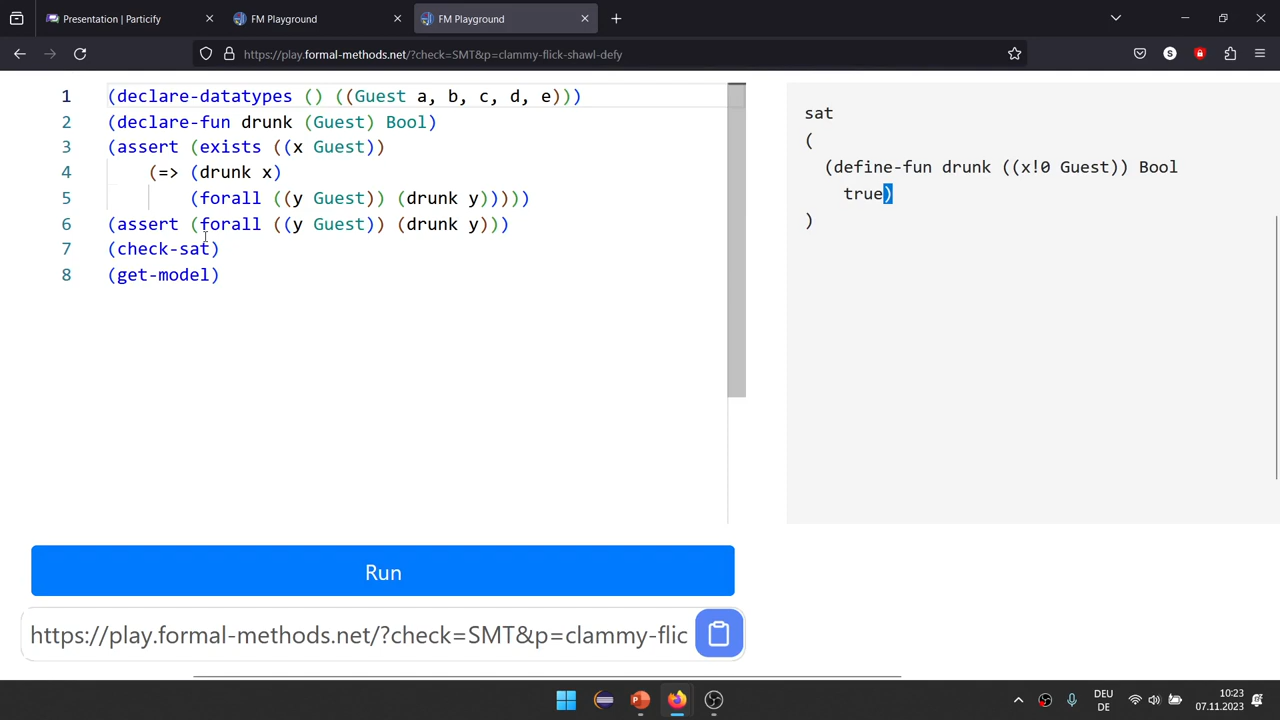 Presentation | Particify
FM Playground
FM Playground
https://play.formal-methods.net/?check=SMT&p=clammy-flick-shawl-defy
S
1 (declare-datatypes () ((Guest a, b, c, d, e)))
2 (declare-fun drunk (Guest) Bool)
3 (assert (exists ((x Guest))
4 (=> (drunk x)
5 (forall ((y Guest)) (drunk y)))))
6 (assert (forall ((y Guest)) (drunk y)))
7 (check-sat)
8 (get-model)
sat
(
(define-fun drunk ((x!0 Guest)) Bool
true)
)
Run
https://play.formal-methods.net/?check=SMT&p=clammy-flic
DEU
DE
10:23
07.11.2023